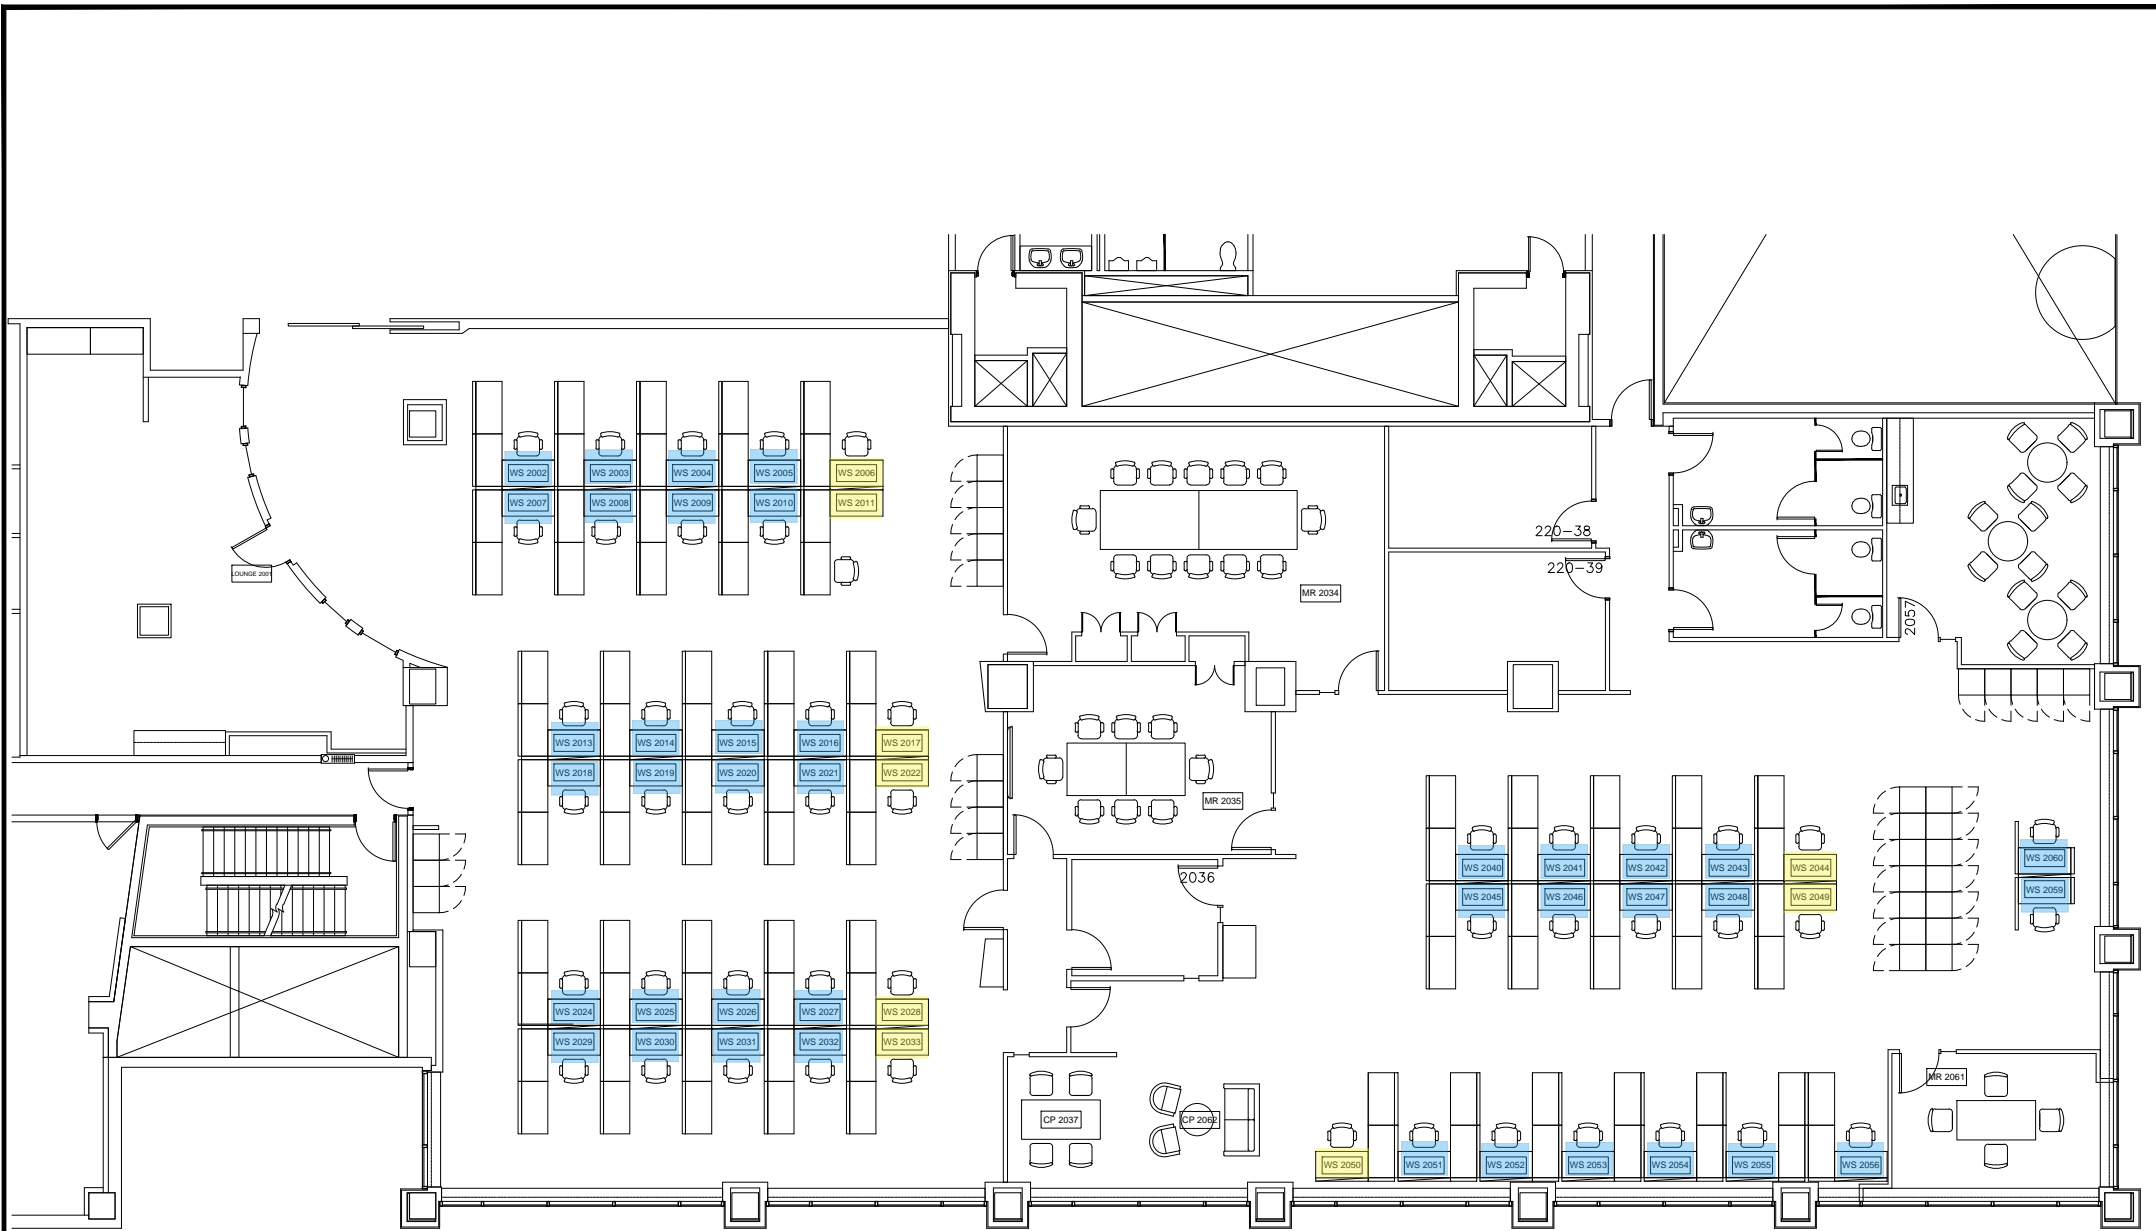 WS 2002
WS 2003
WS 2004
WS 2005
WS 2006
WS 2007
WS 2008
WS 2009
WS 2010
WS 2011
220-38
220-39
LOUNGE 2001
MR 2034
2057
WS 2013
WS 2014
WS 2015
WS 2016
WS 2017
WS 2018
WS 2019
WS 2020
WS 2021
WS 2022
MR 2035
2036
WS 2040
WS 2041
WS 2042
WS 2043
WS 2044
WS 2060
WS 2045
WS 2046
WS 2047
WS 2048
WS 2049
WS 2059
WS 2024
WS 2025
WS 2026
WS 2027
WS 2028
WS 2029
WS 2030
WS 2031
WS 2032
WS 2033
MR 2061
CP 2037
CP 2062
WS 2050
WS 2051
WS 2052
WS 2053
WS 2054
WS 2055
WS 2056